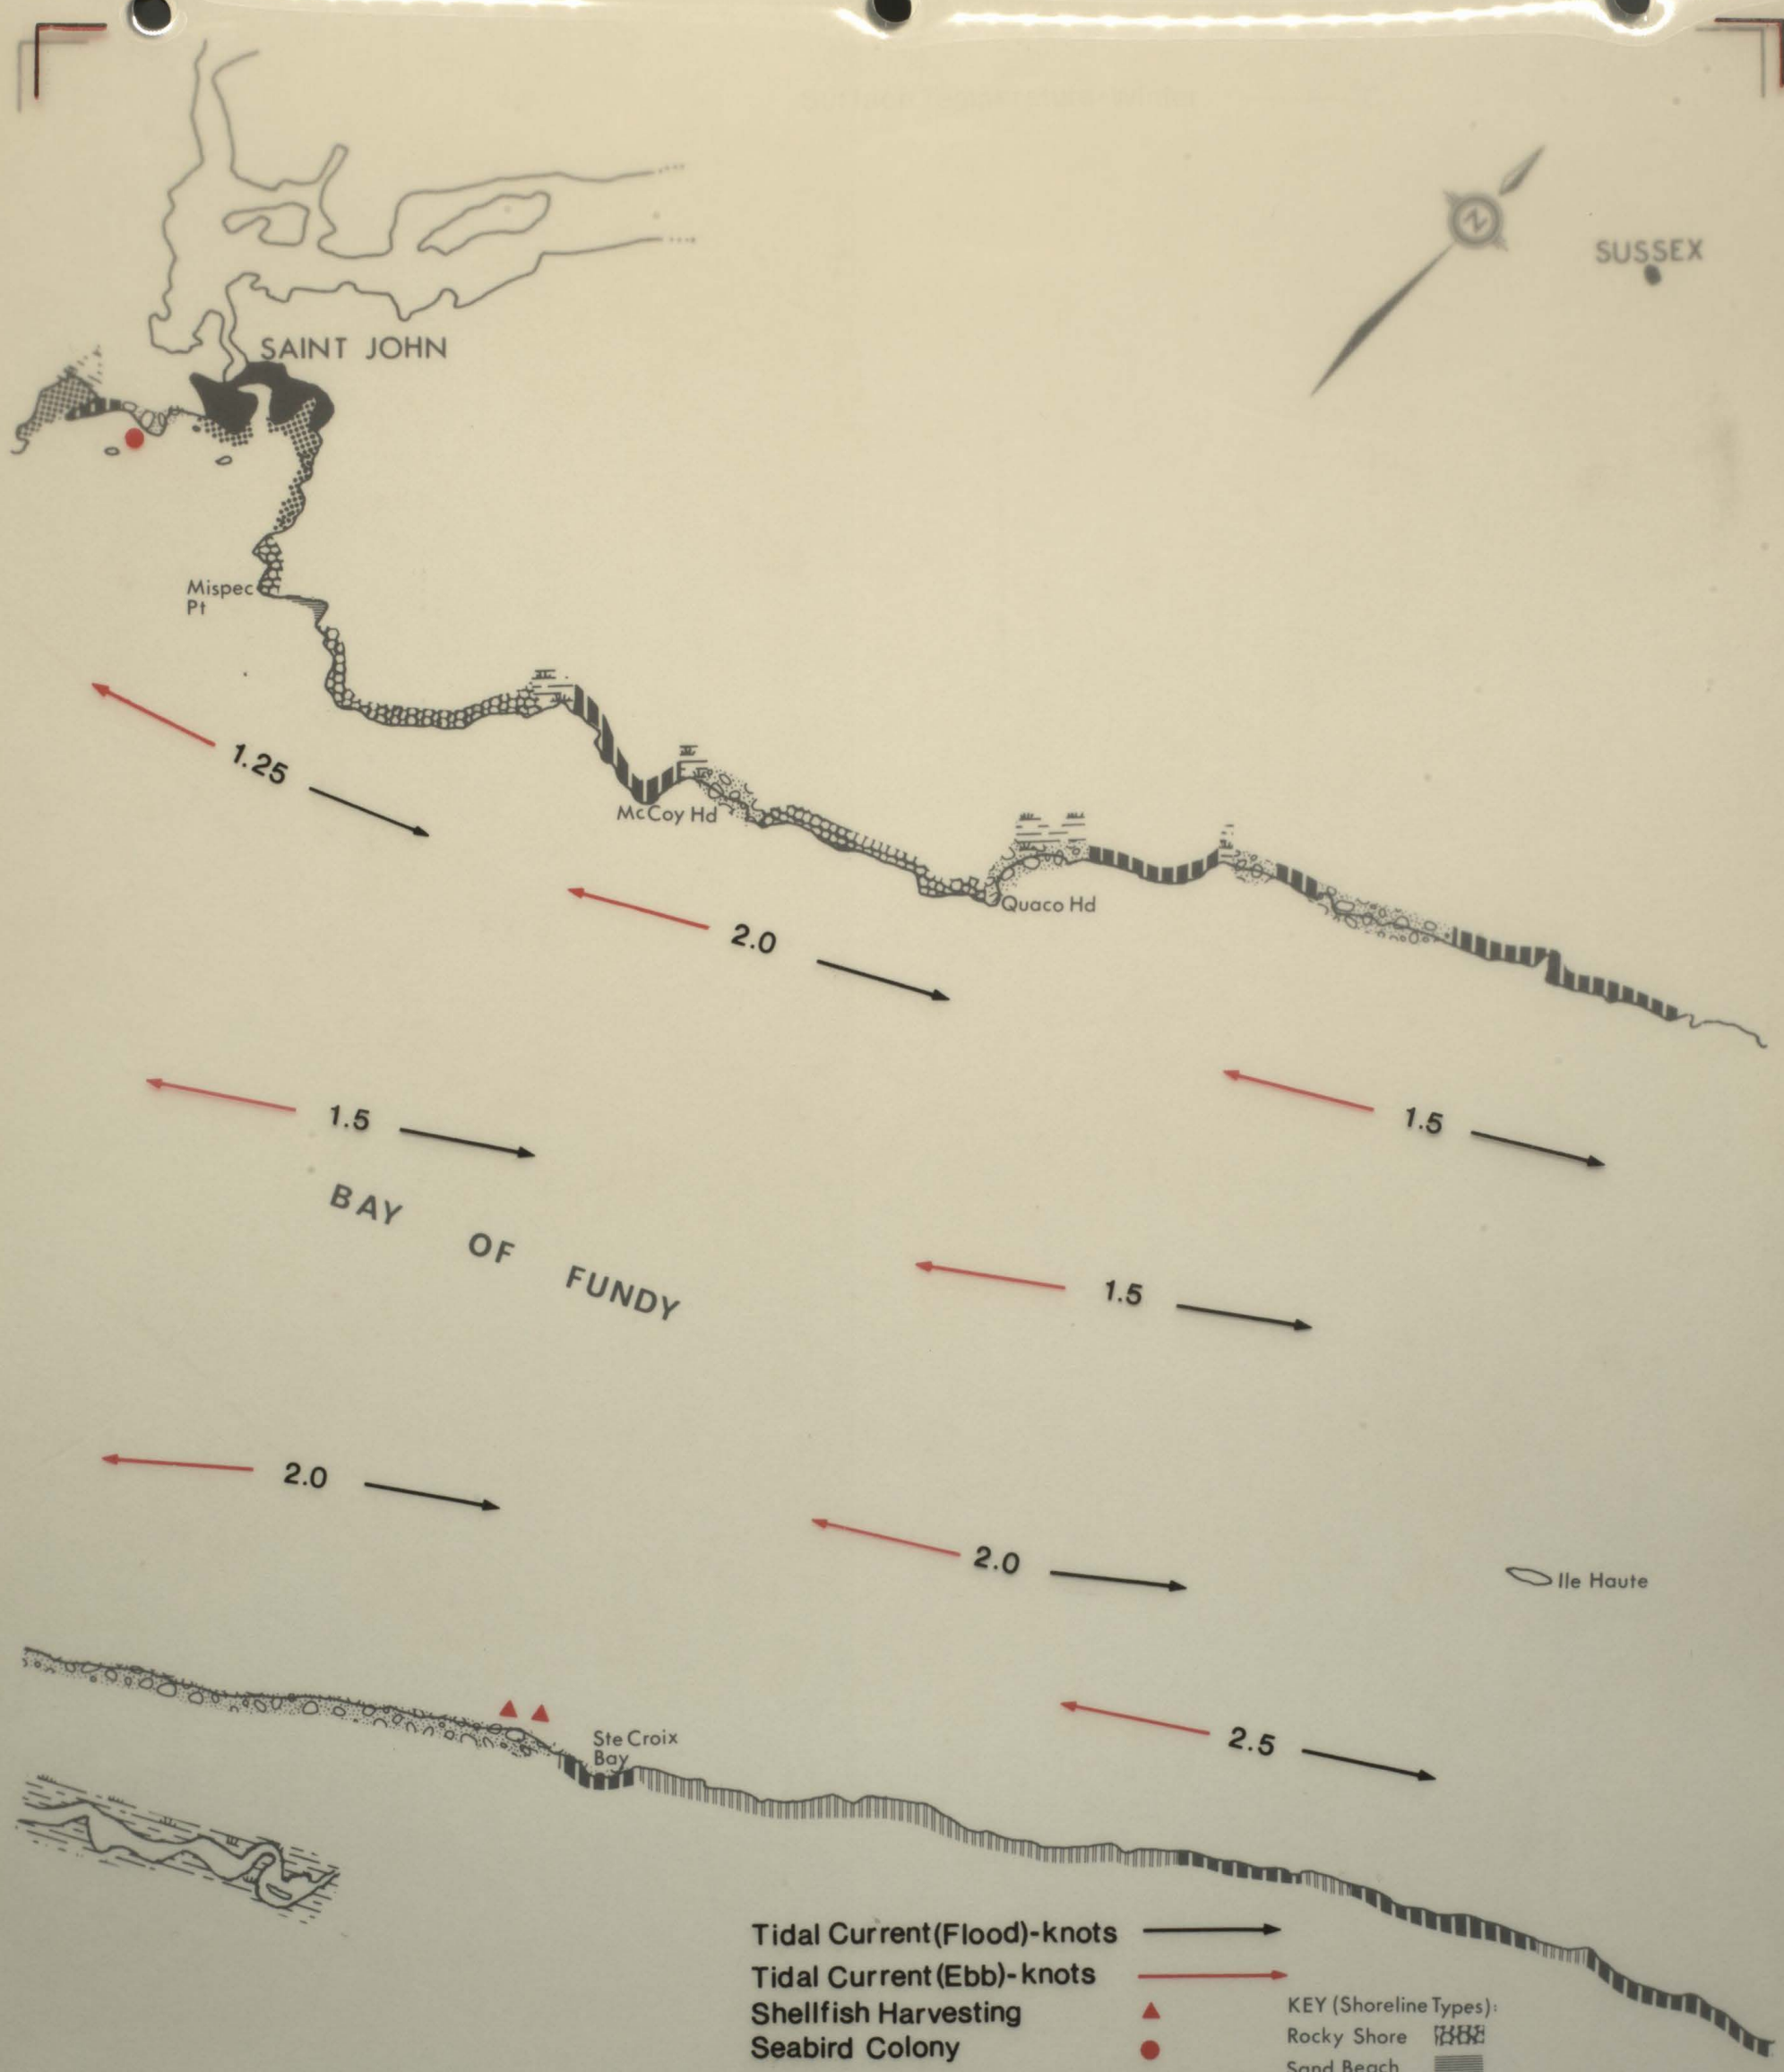 N
SUSSEX
SAINT JOHN
Mispec
Pt
1.25
McCoy Hd
Quaco Hd
2.0
1.5
1.5
BAY OF FUNDY
1.5
2.0
2.0
Ile Haute
2.5
Ste Croix
Bay
Tidal Current (Flood)-knots
Tidal Current (Ebb)-knots
Shellfish Harvesting
Seabird Colony
KEY (Shoreline Types):
Rocky Shore
Sand Beach